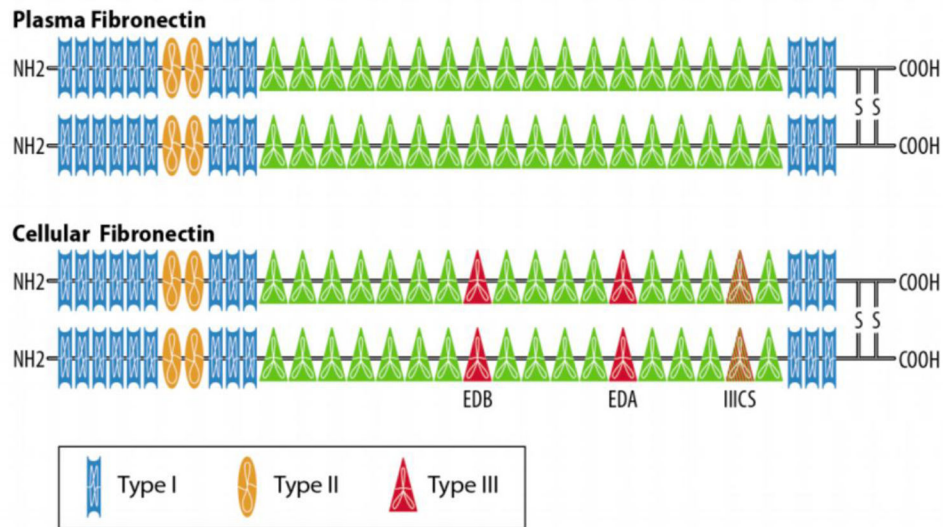 Plasma Fibronectin
NH2 COOH
S S
NH2 COOH
Cellular Fibronectin
NH2 COOH
S S
NH2 COOH
EDB EDA IIICS
Type I Type II Type III